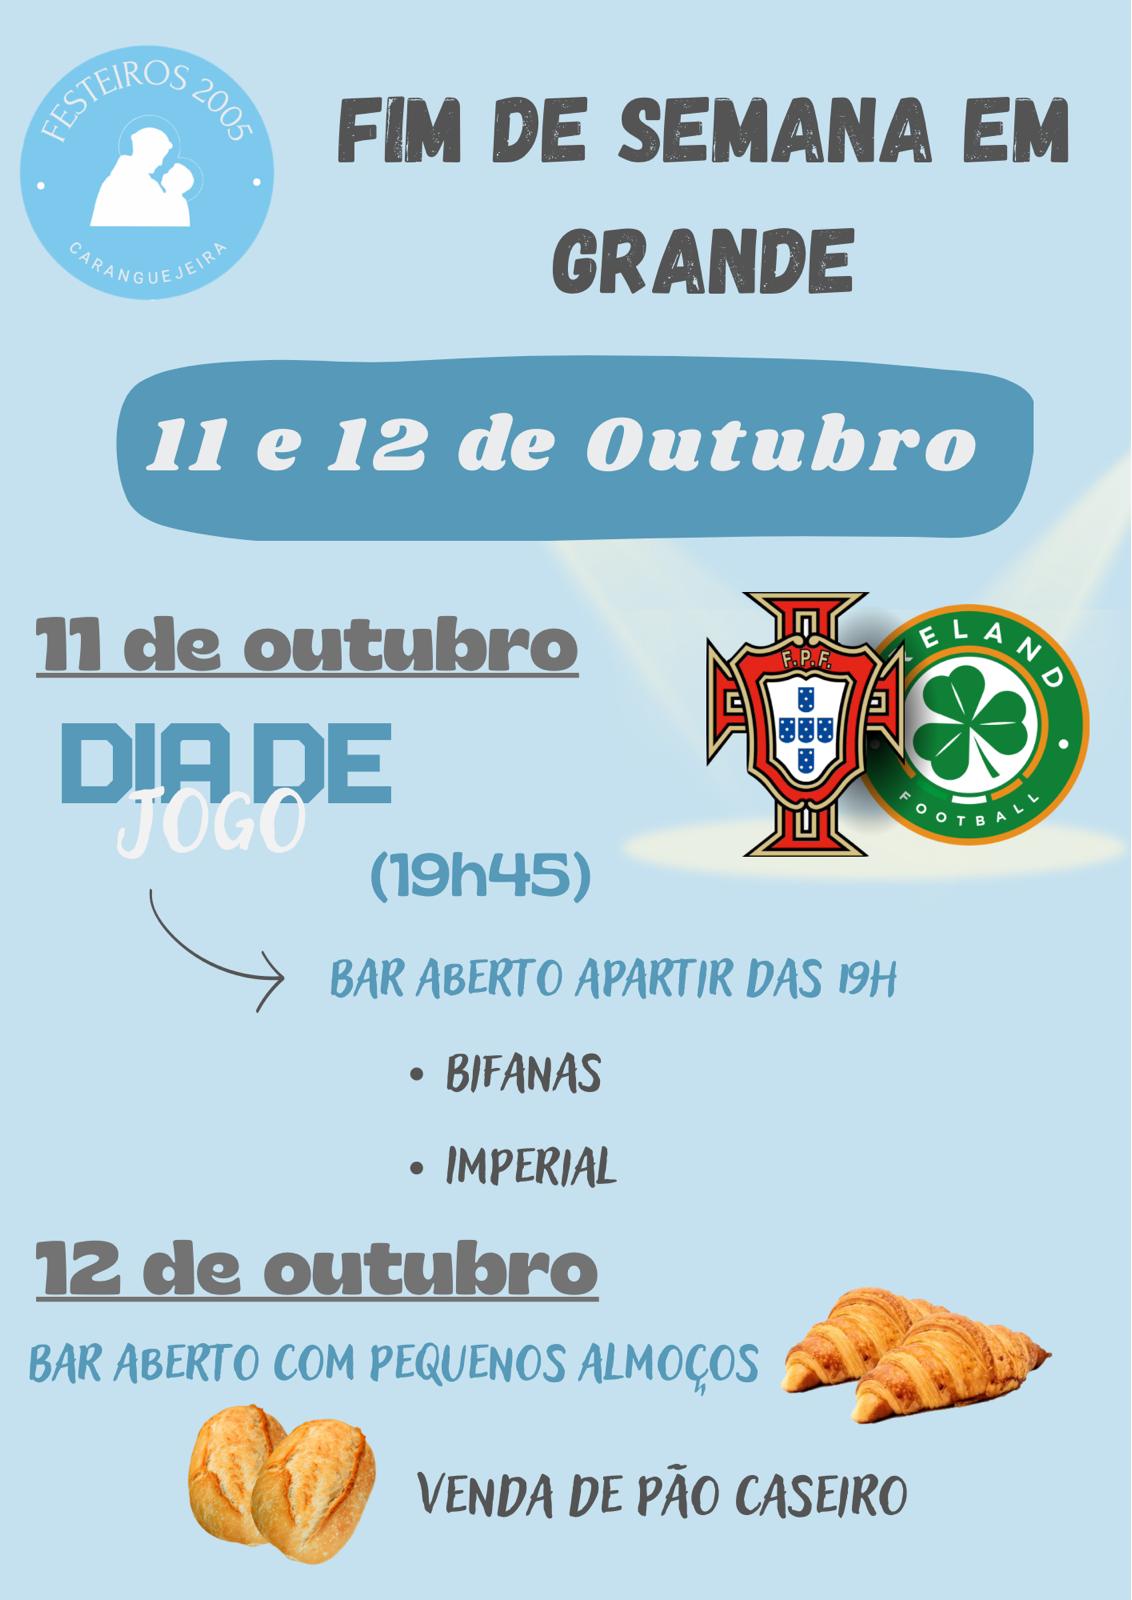 FESTEIROS 2005
CARANGUEJEIRA
FIM DE SEMANA EM
GRANDE
11 e 12 de Outubro
11 de outubro
F.P.F.
ELAND
FOOTBALL
DIA DE
JOGO
(19h45)
BAR ABERTO APARTIR DAS 19H
• BIFANAS
• IMPERIAL
12 de outubro
BAR ABERTO COM PEQUENOS ALMOÇOS
VENDA DE PÃO CASEIRO